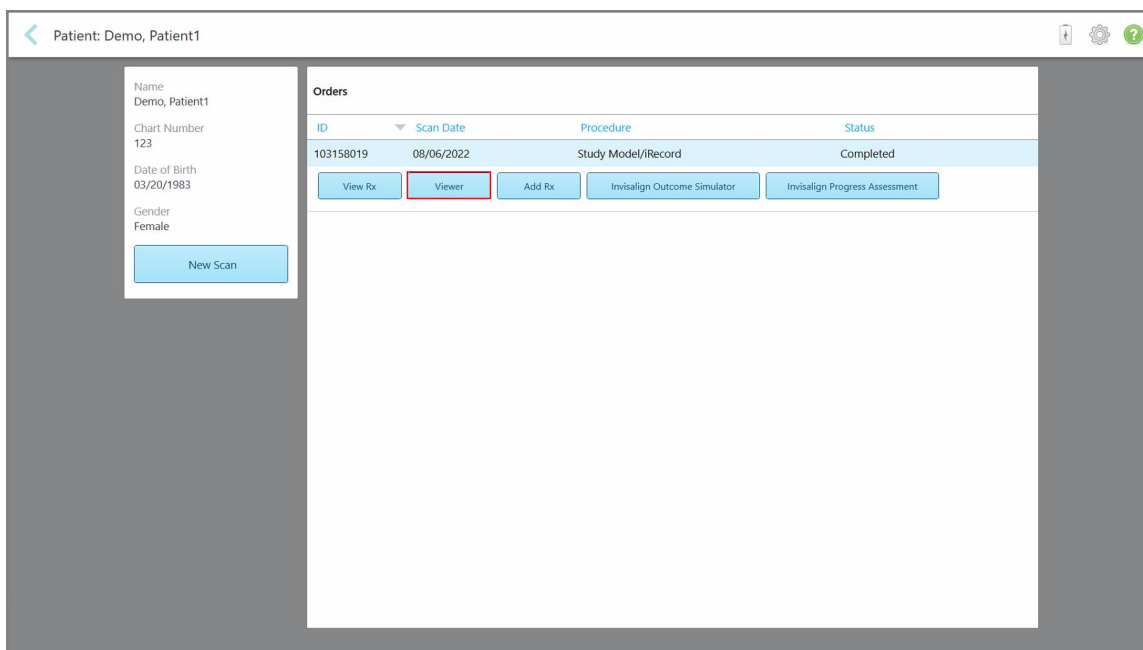 Patient: Demo, Patient1
?
Name
Demo, Patient1
Chart Number
123
Date of Birth
03/20/1983
Gender
Female
New Scan
Orders
ID Scan Date Procedure Status
103158019 08/06/2022 Study Model/iRecord Completed
View Rx Viewer Add Rx Invisalign Outcome Simulator Invisalign Progress Assessment